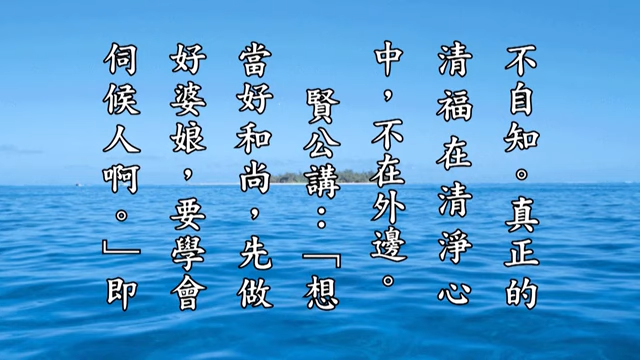 不自知。真正的
清福在清淨心
中，不在外邊。
賢公講：「想
當好和尚，先做
好婆娘，要學會
伺候人啊。」即